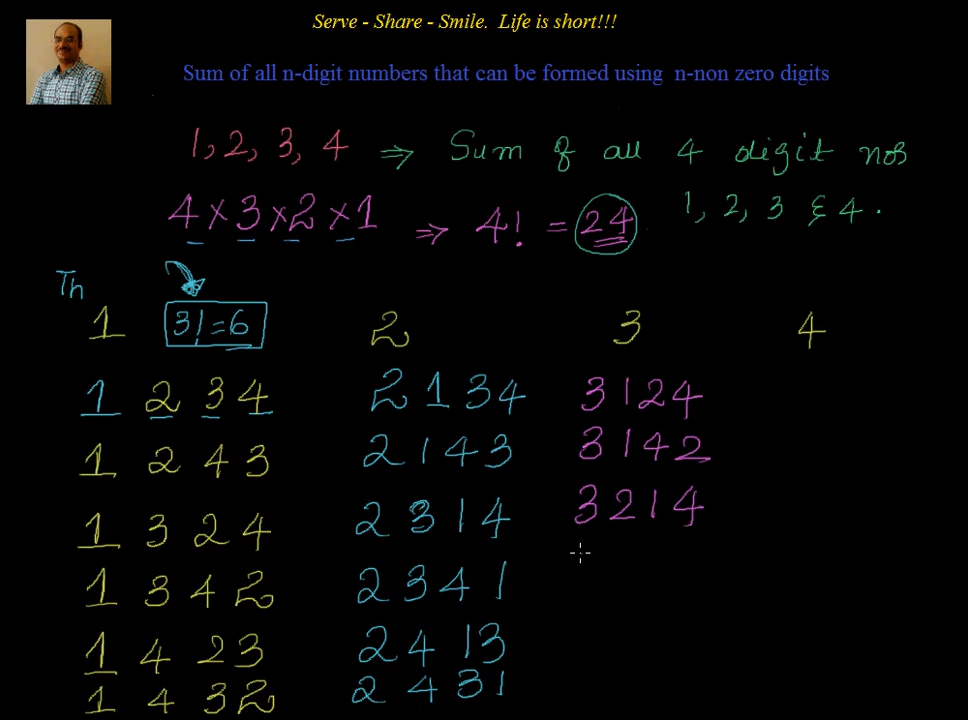 Serve - Share - Smile. Life is short!!!
Sum of all n-digit numbers that can be formed using n-non zero digits
1, 2, 3, 4 ⇒ Sum of all 4 digit nos
4 × 3 × 2 × 1 ⇒ 4! = 24 1, 2, 3 & 4.
Th
1 3! = 6 2 3 4
1 2 3 4 2 1 3 4 3 1 2 4
1 2 4 3 2 1 4 3 3 1 4 2
1 3 2 4 2 3 1 4 3 2 1 4
1 3 4 2 2 3 4 1
1 4 2 3 2 4 1 3
1 4 3 2 2 4 3 1